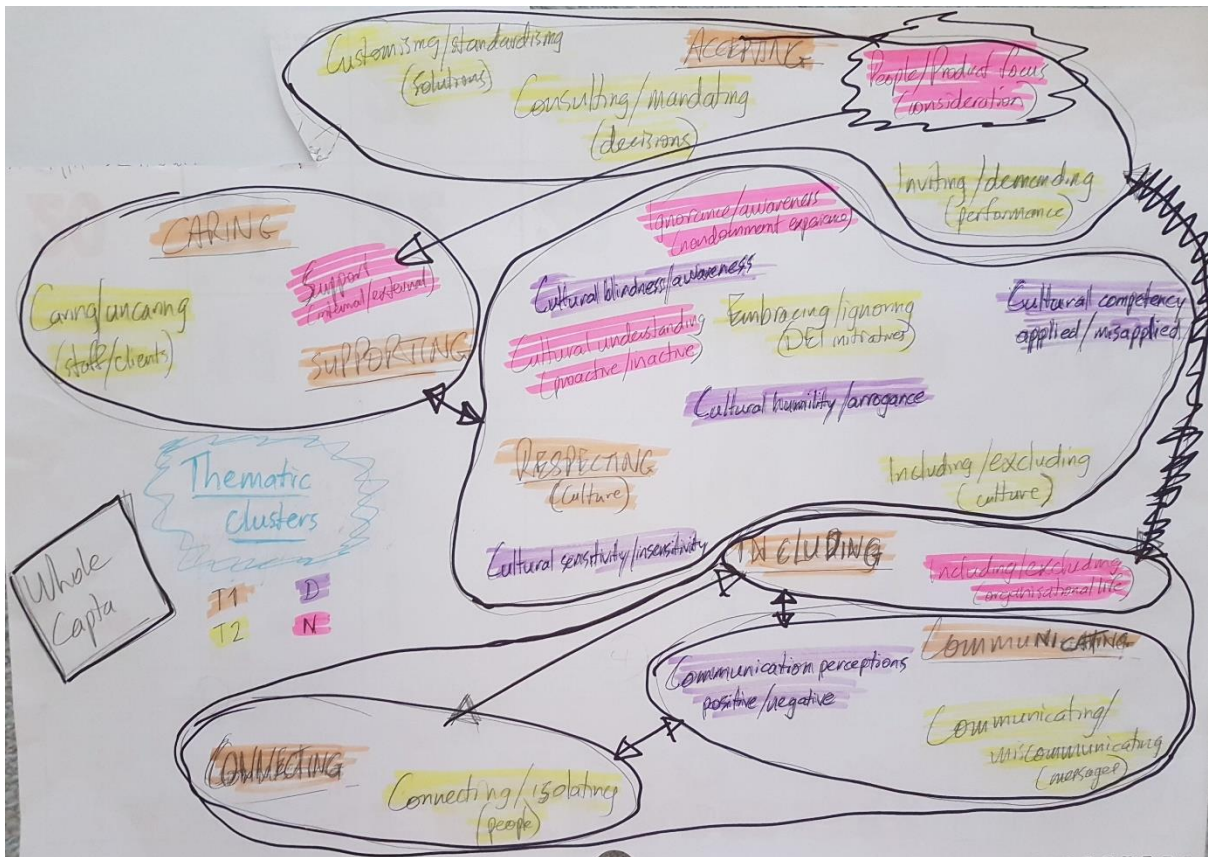 Customising/standardising
(solutions)
ACCEPTING
Consulting/mandating
(decisions)
People/Product focus
(consideration)
Inviting/demanding
(performance)
CARING
Support
(internal/external)
Caring/uncaring
(staff/clients)
SUPPORTING
Ignorance/awareness
(nondominant experience)
Cultural blindness/awareness
Cultural understanding
(proactive/inactive)
Embracing/ignoring
(DEI initiatives)
Cultural competency
applied/misapplied
Cultural humility/arrogance
RESPECTING
(culture)
Including/excluding
(culture)
Cultural sensitivity/insensitivity
Thematic
clusters
T1
D
T2
N
Whole
Capta
INCLUDING
Including/excluding
(organisational life)
COMMUNICATING
Communication perceptions
positive/negative
Communicating/
miscommunicating
(messages)
CONNECTING
Connecting/isolating
(people)